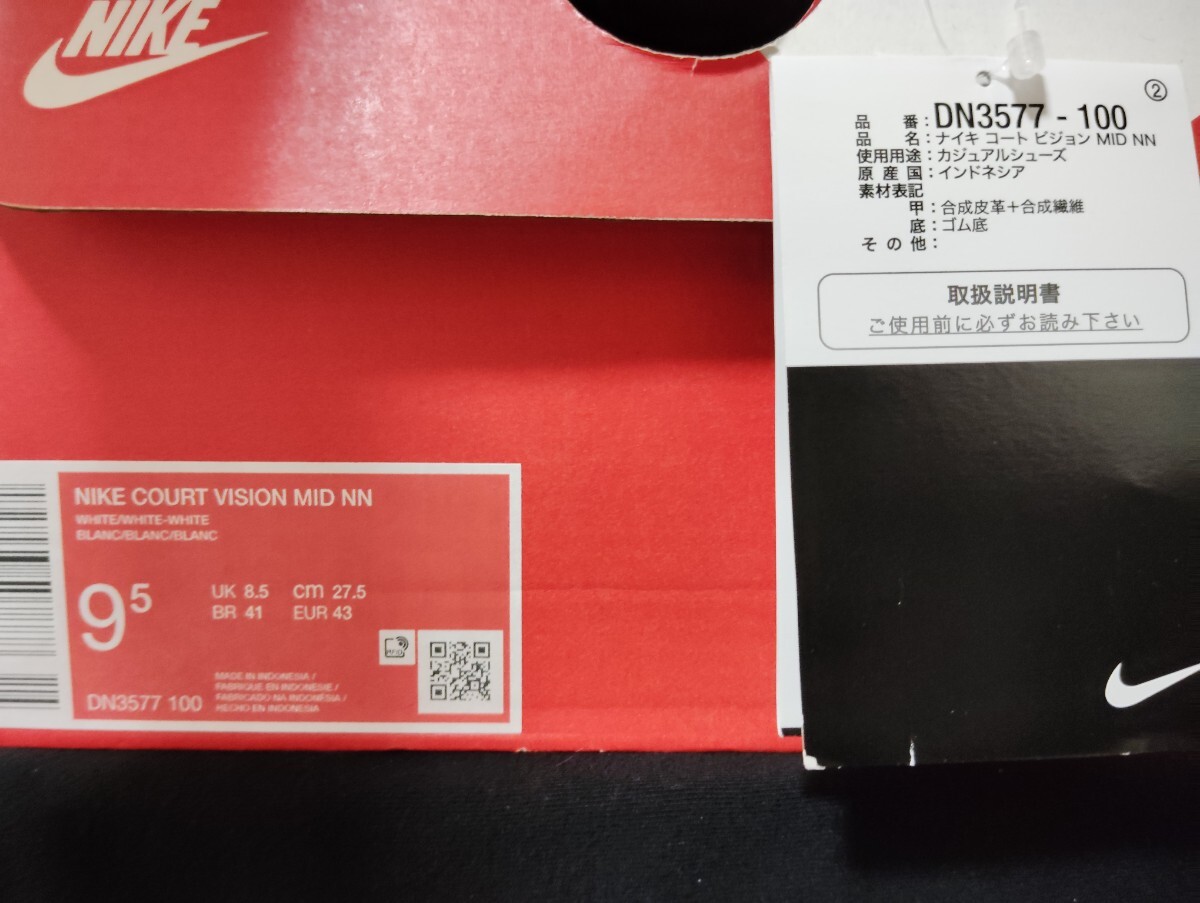 NIKE
②
品 番：DN3577 - 100
品 名：ナイキ コート ビジョン MID NN
使用用途：カジュアルシューズ
原 産 国：インドネシア
素材表記
甲：合成皮革＋合成繊維
底：ゴム底
そ の 他：
取扱説明書
ご使用前に必ずお読み下さい
NIKE COURT VISION MID NN
WHITE/WHITE-WHITE
BLANC/BLANC/BLANC
9 5
UK 8.5 cm 27.5
BR 41 EUR 43
RFID
MADE IN INDONESIA /
FABRIQUE EN INDONESIE /
FABRICADO NA INDONESIA /
HECHO EN INDONESIA
DN3577 100